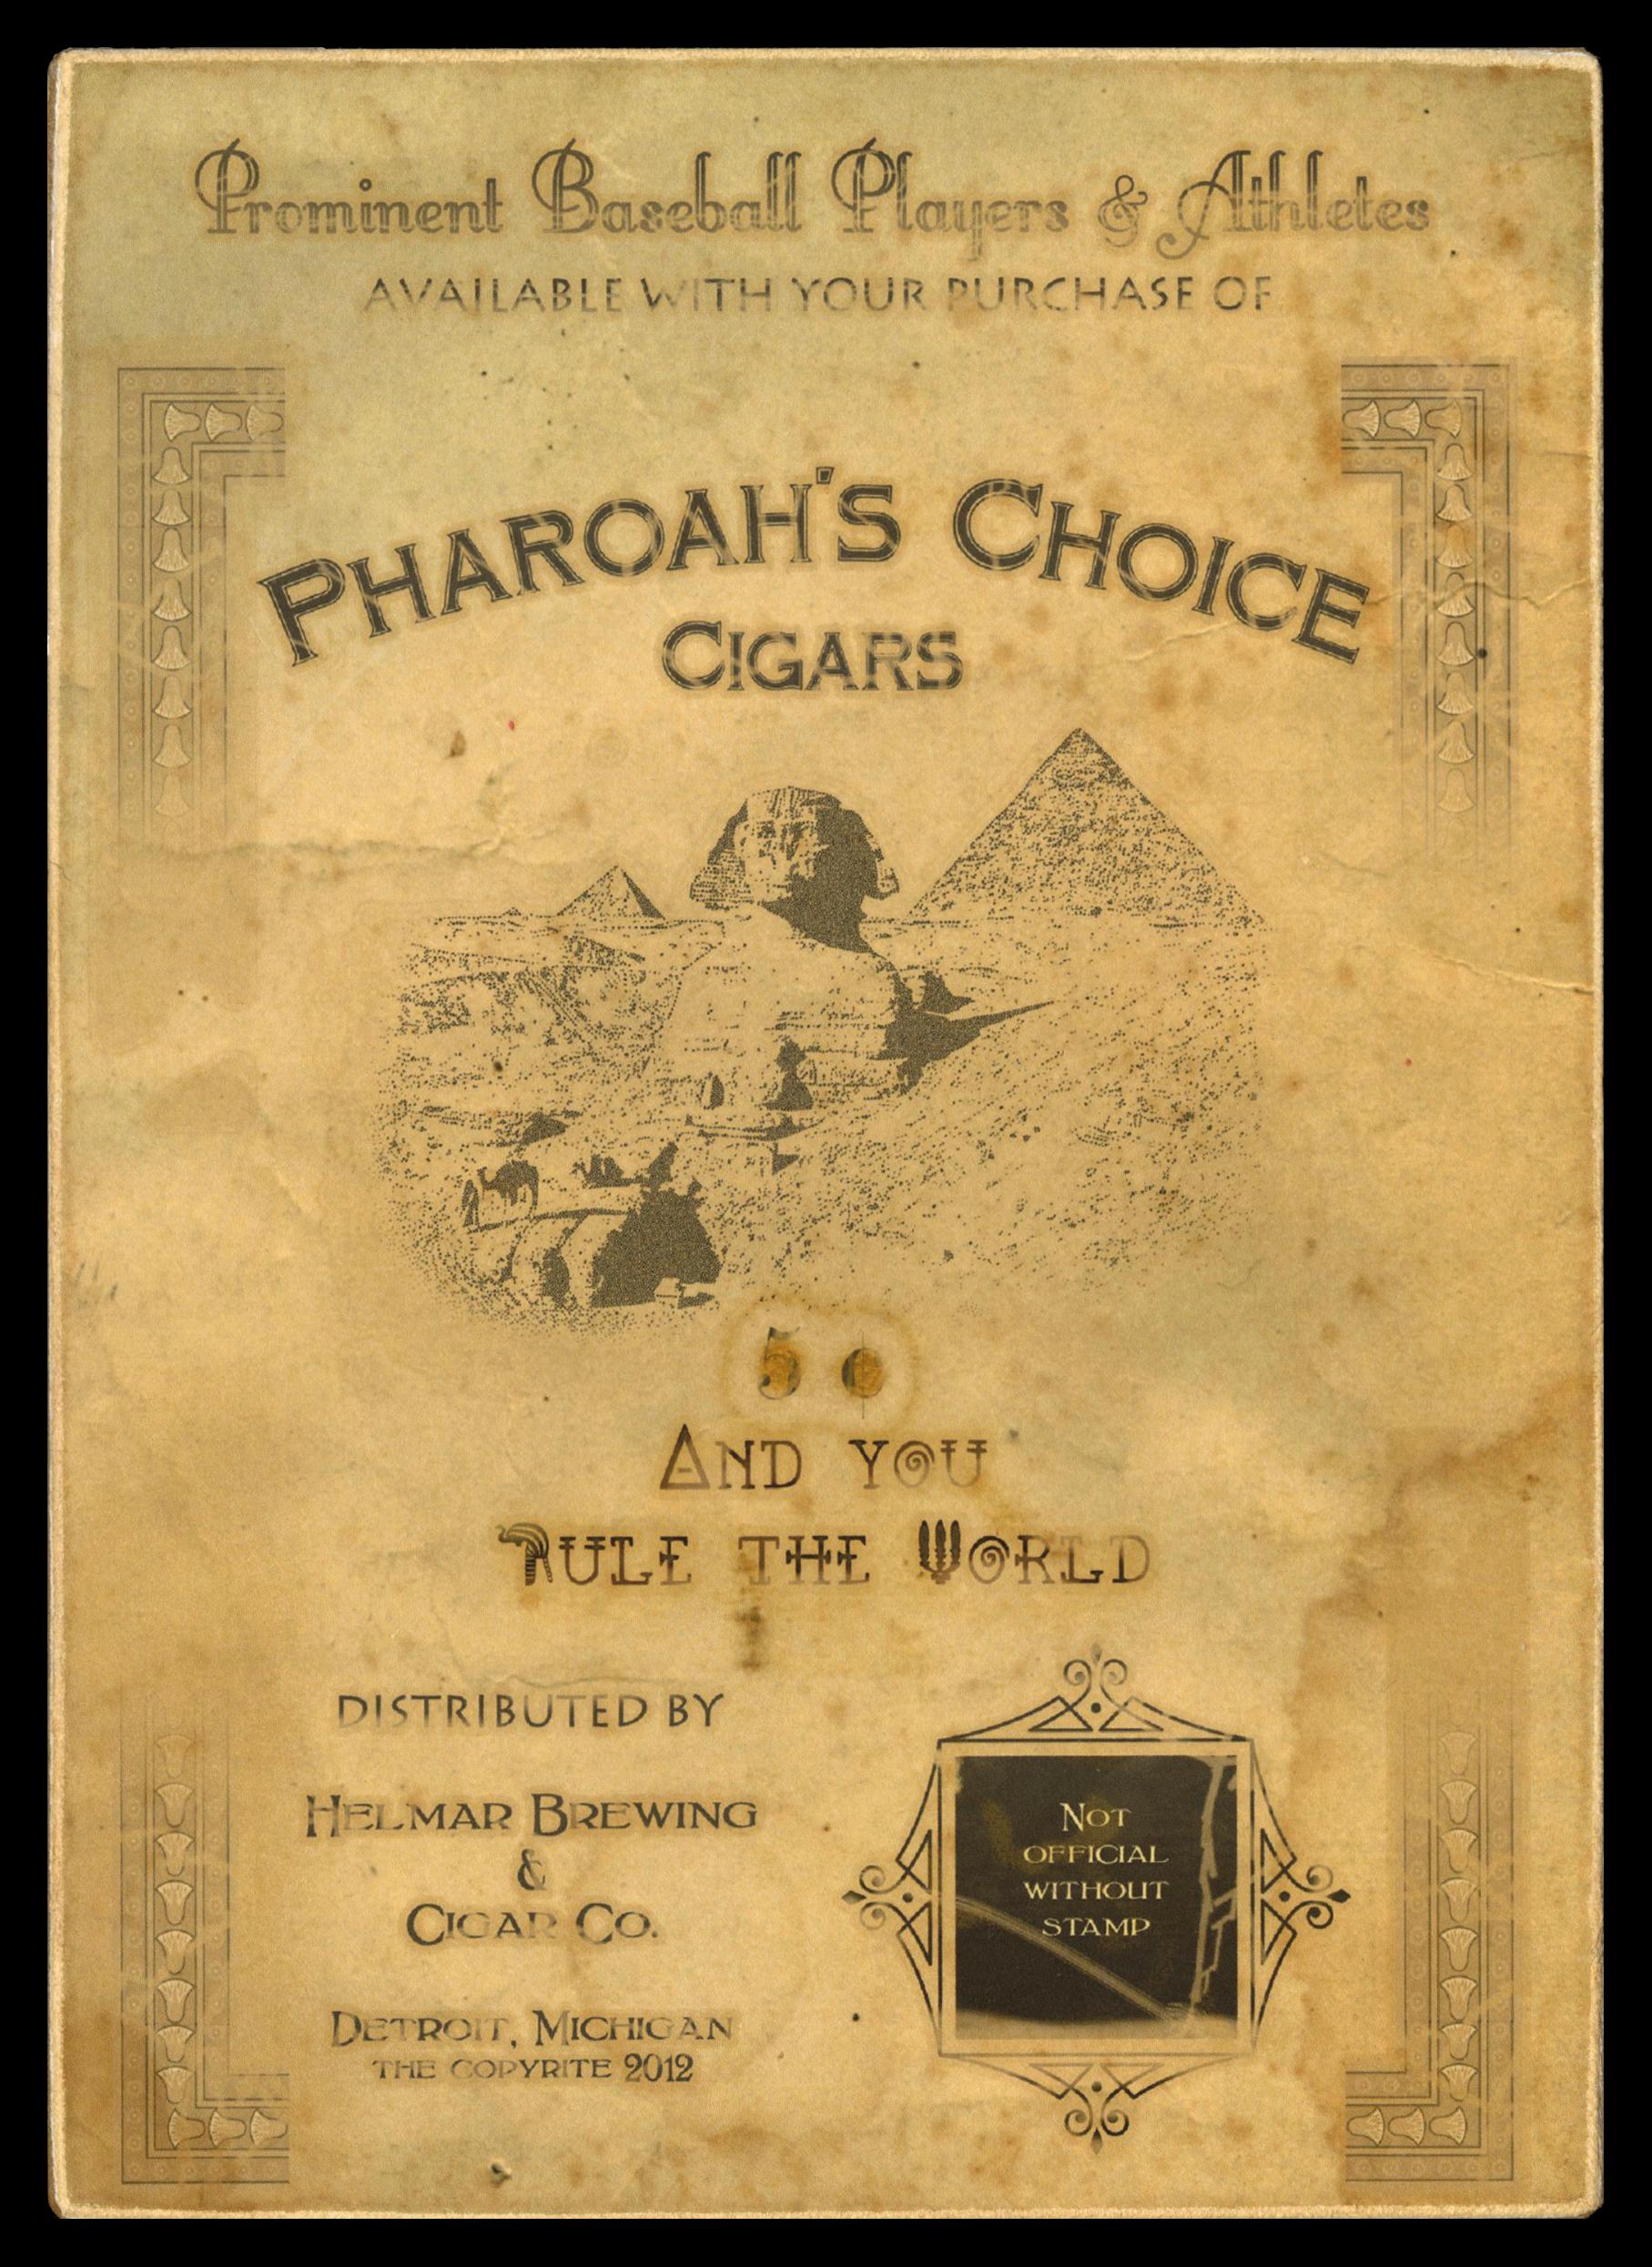 Prominent Baseball Players & Athletes
AVAILABLE WITH YOUR PURCHASE OF
PHAROAH'S CHOICE
CIGARS
5 ¢
AND YOU
RULE THE WORLD
DISTRIBUTED BY
HELMAR BREWING
&
CIGAR CO.
DETROIT, MICHIGAN
THE COPYRITE 2012
NOT
OFFICIAL
WITHOUT
STAMP